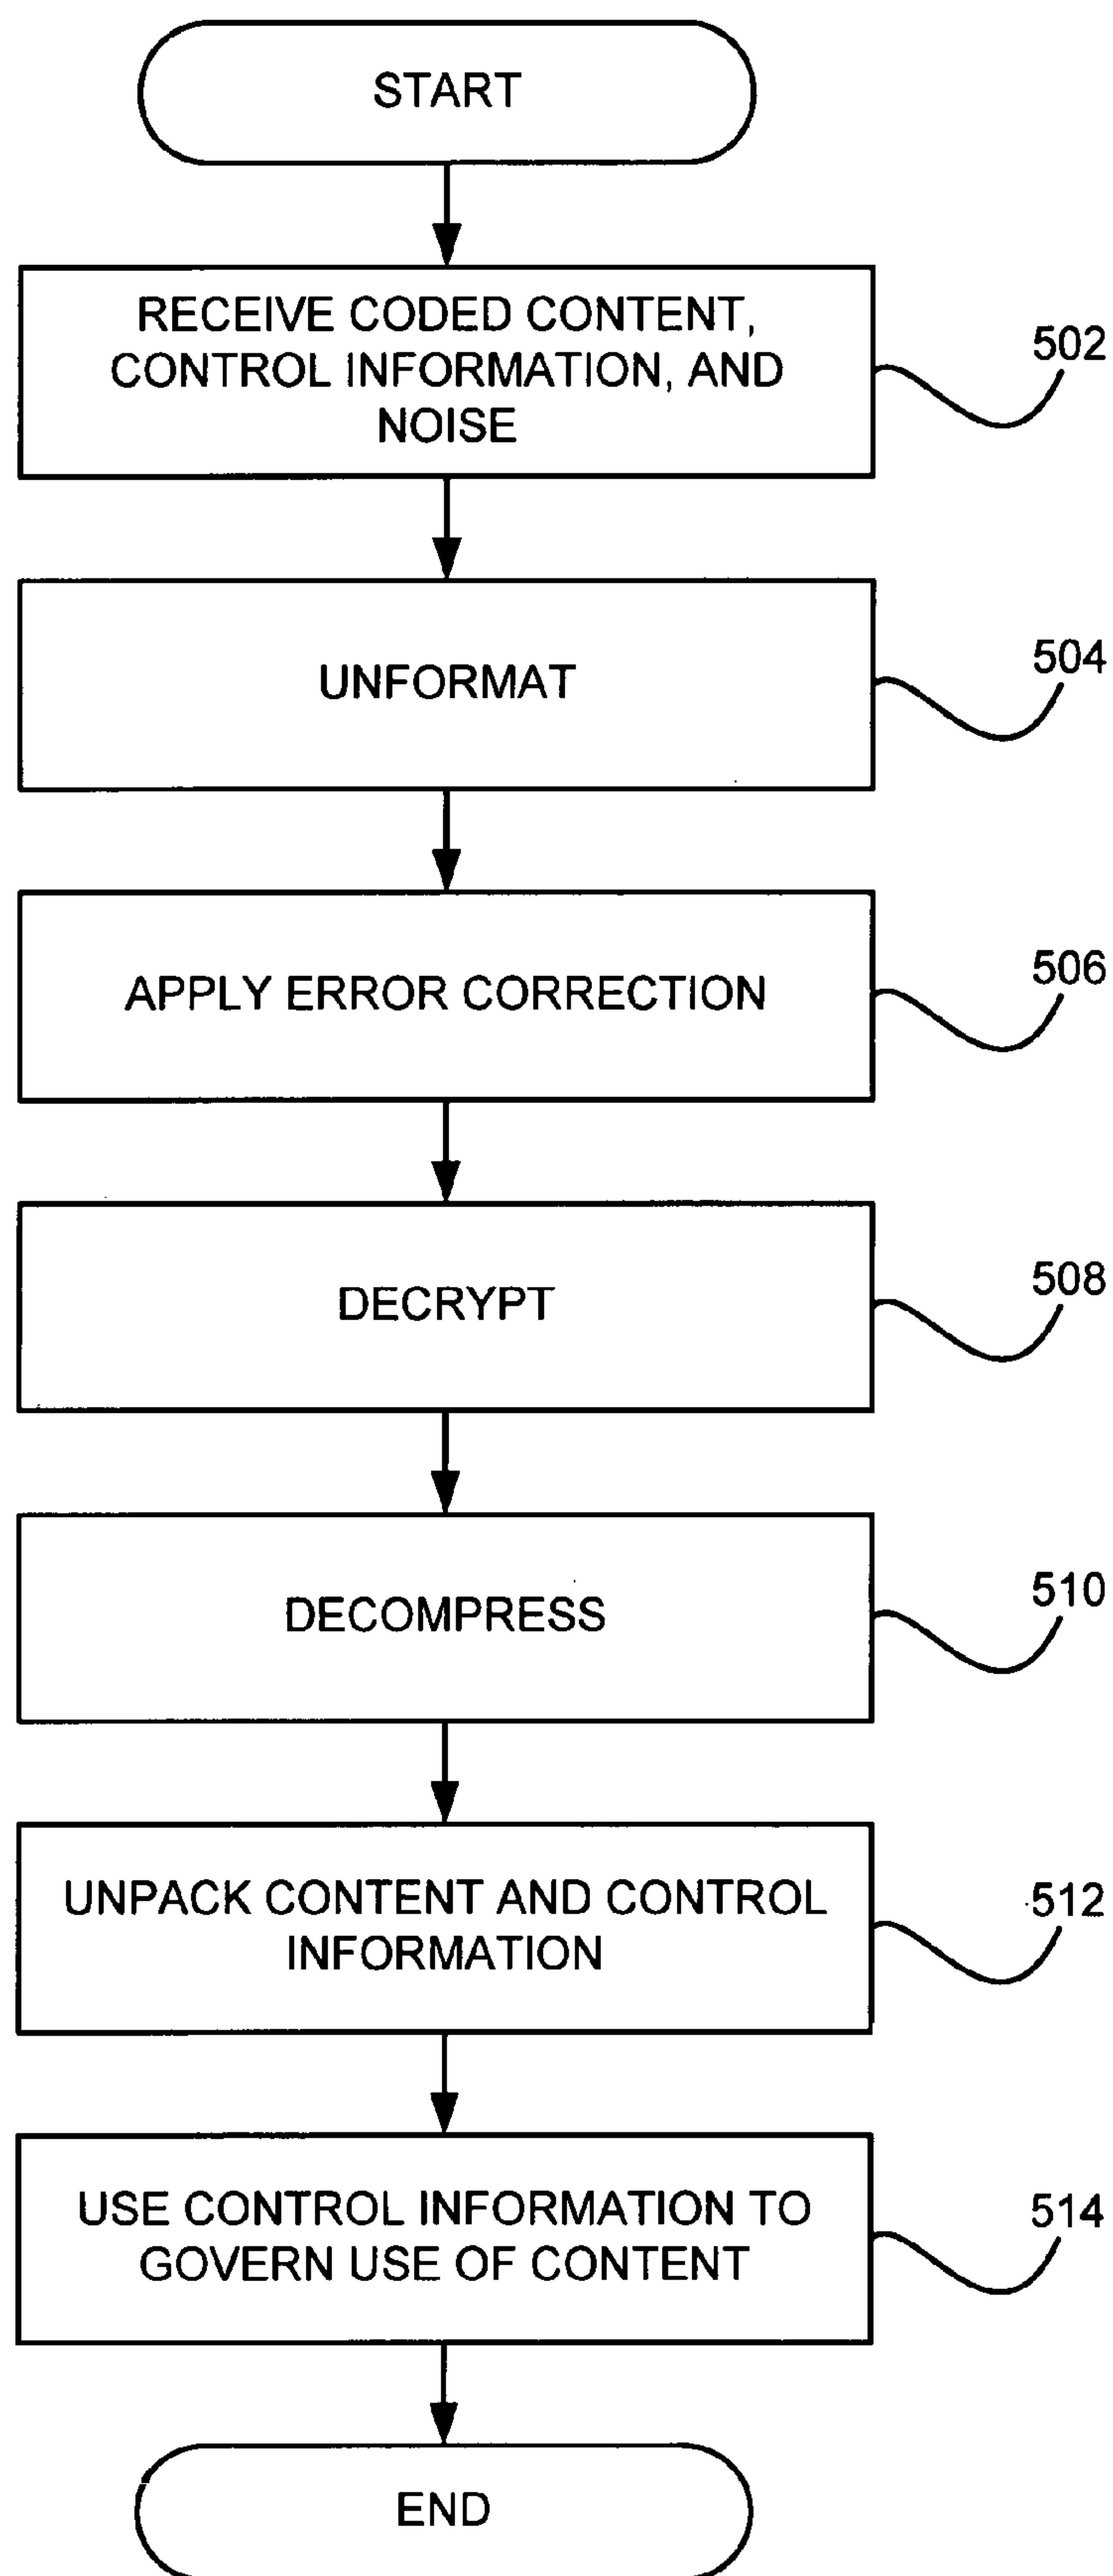 START
RECEIVE CODED CONTENT,
CONTROL INFORMATION, AND
NOISE
502
UNFORMAT
504
APPLY ERROR CORRECTION
506
DECRYPT
508
DECOMPRESS
510
UNPACK CONTENT AND CONTROL
INFORMATION
512
USE CONTROL INFORMATION TO
GOVERN USE OF CONTENT
514
END